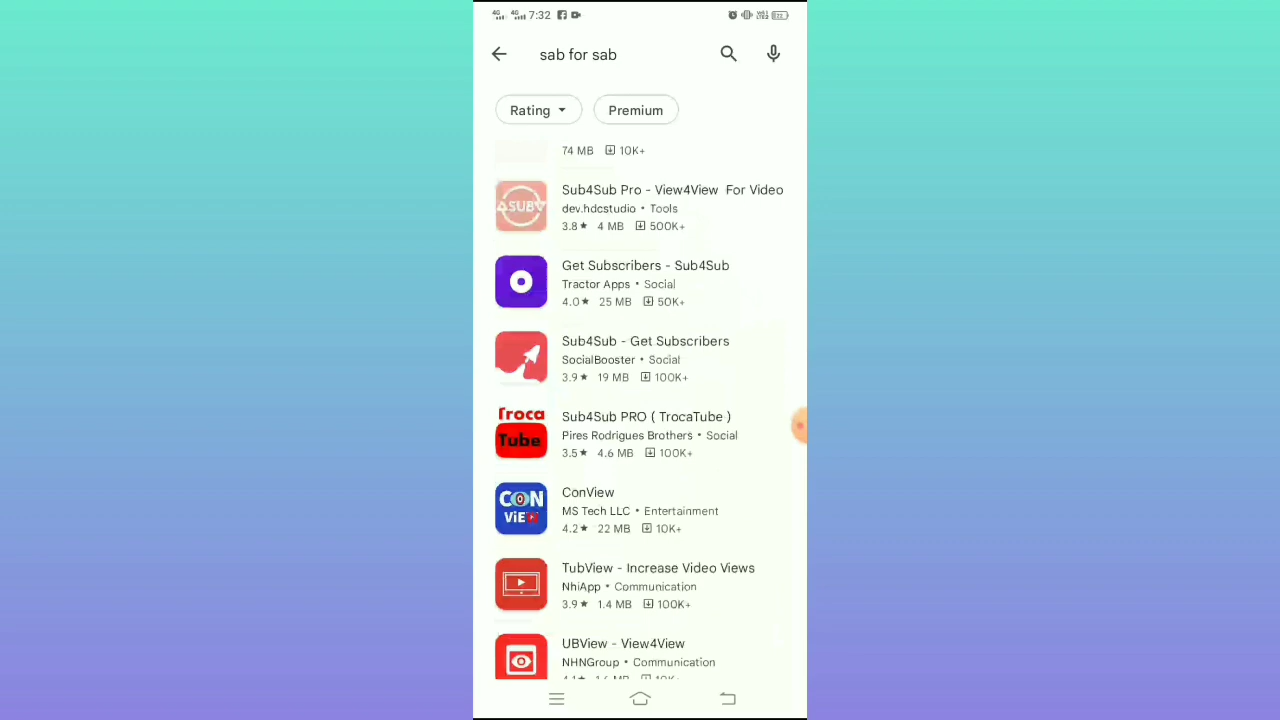 4G 4G 7:32
sab for sab
Rating Premium
74 MB 10K+
SUB
Sub4Sub Pro - View4View For Video
dev.hdcstudio • Tools
3.8★ 4 MB 500K+
Get Subscribers - Sub4Sub
Tractor Apps • Social
4.0★ 25 MB 50K+
Sub4Sub - Get Subscribers
SocialBooster • Social
3.9★ 19 MB 100K+
Troca
Tube
Sub4Sub PRO ( TrocaTube )
Pires Rodrigues Brothers • Social
3.5★ 4.6 MB 100K+
CON
ViE
ConView
MS Tech LLC • Entertainment
4.2★ 22 MB 10K+
TubView - Increase Video Views
NhiApp • Communication
3.9★ 1.4 MB 100K+
UBView - View4View
NHNGroup • Communication